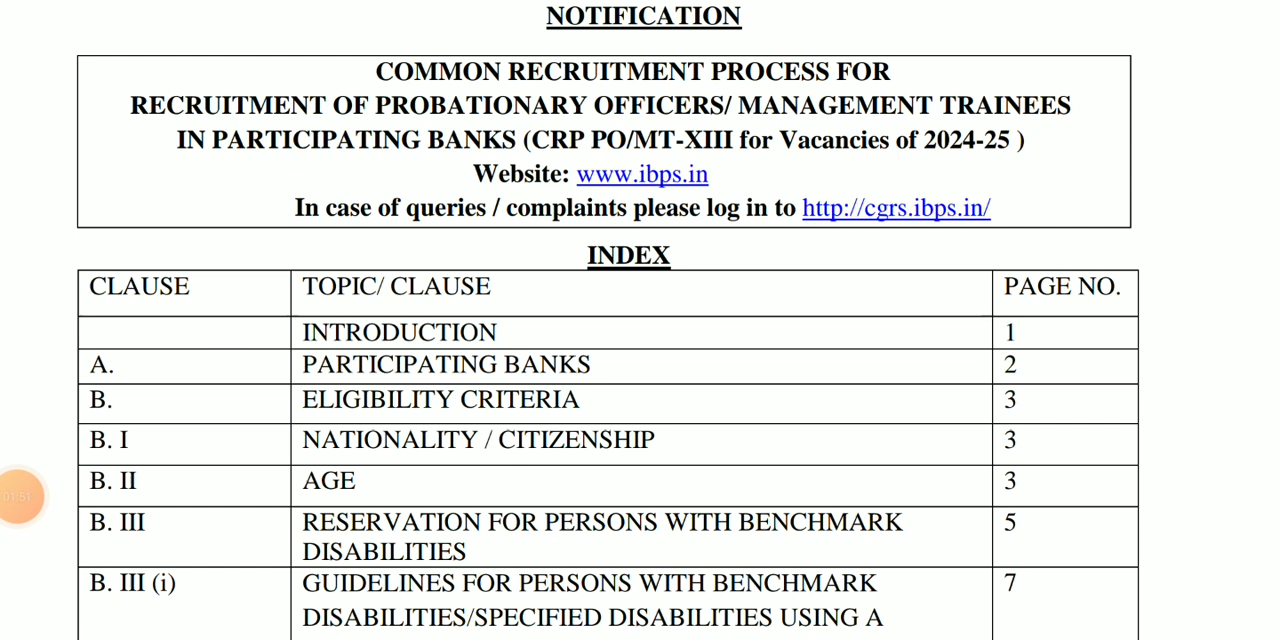 NOTIFICATION
COMMON RECRUITMENT PROCESS FOR
RECRUITMENT OF PROBATIONARY OFFICERS/ MANAGEMENT TRAINEES
IN PARTICIPATING BANKS (CRP PO/MT-XIII for Vacancies of 2024-25 )
Website: www.ibps.in
In case of queries / complaints please log in to http://cgrs.ibps.in/
INDEX
CLAUSE TOPIC/ CLAUSE PAGE NO.
INTRODUCTION 1
A. PARTICIPATING BANKS 2
B. ELIGIBILITY CRITERIA 3
B. I NATIONALITY / CITIZENSHIP 3
B. II AGE 3
01:51
B. III RESERVATION FOR PERSONS WITH BENCHMARK 5
DISABILITIES
B. III (i) GUIDELINES FOR PERSONS WITH BENCHMARK 7
DISABILITIES/SPECIFIED DISABILITIES USING A